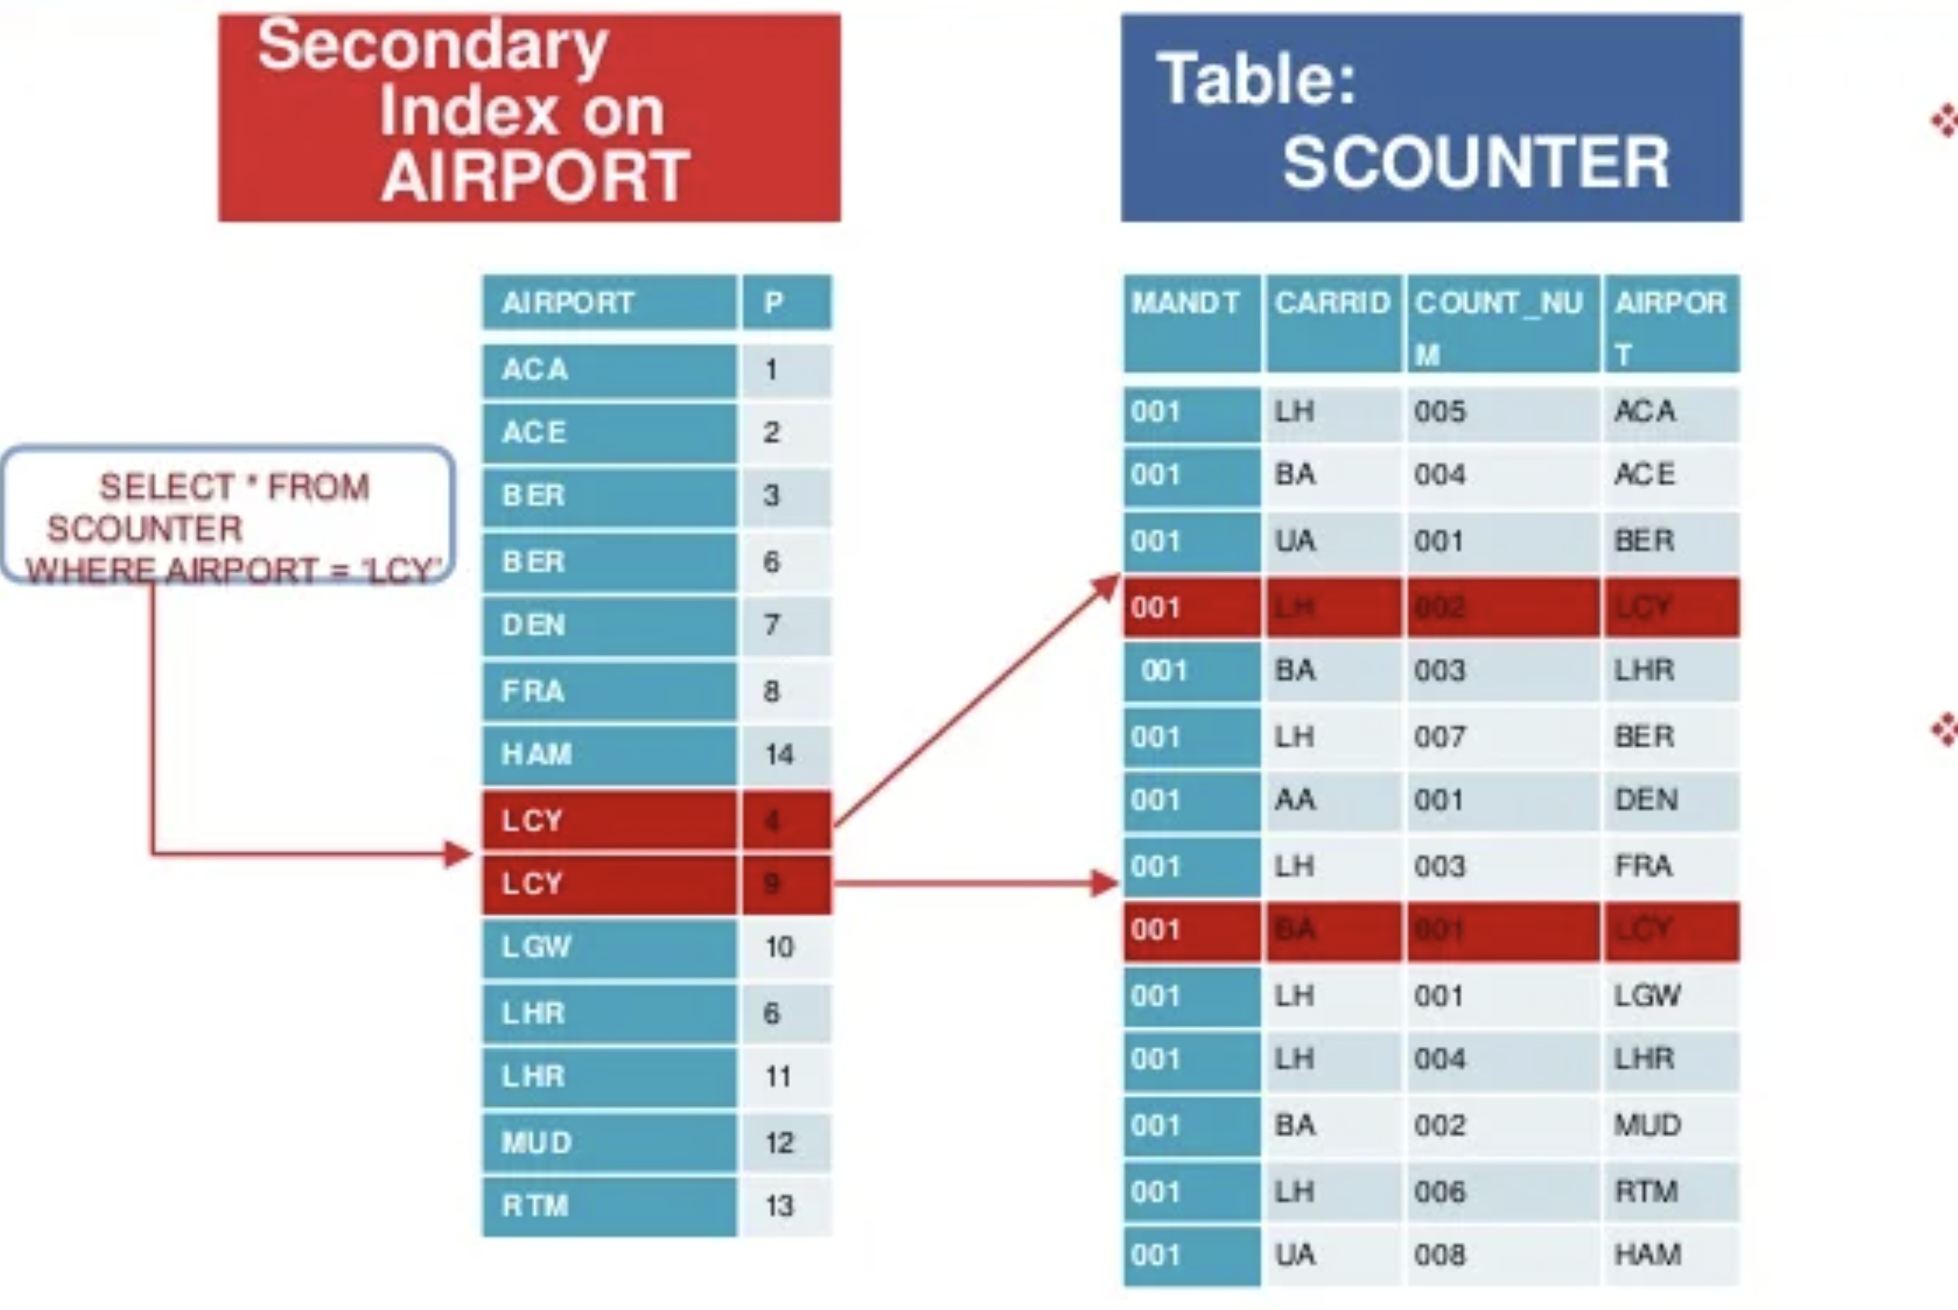 Secondary
Index on
AIRPORT
Table:
SCOUNTER
SELECT * FROM
SCOUNTER
WHERE AIRPORT = 'LCY'
AIRPORT P
ACA 1
ACE 2
BER 3
BER 6
DEN 7
FRA 8
HAM 14
LCY 4
LCY 9
LGW 10
LHR 6
LHR 11
MUD 12
RTM 13
MANDT CARRID COUNT_NU AIRPOR
M T
001 LH 005 ACA
001 BA 004 ACE
001 UA 001 BER
001 LH 002 LCY
001 BA 003 LHR
001 LH 007 BER
001 AA 001 DEN
001 LH 003 FRA
001 BA 001 LCY
001 LH 001 LGW
001 LH 004 LHR
001 BA 002 MUD
001 LH 006 RTM
001 UA 008 HAM